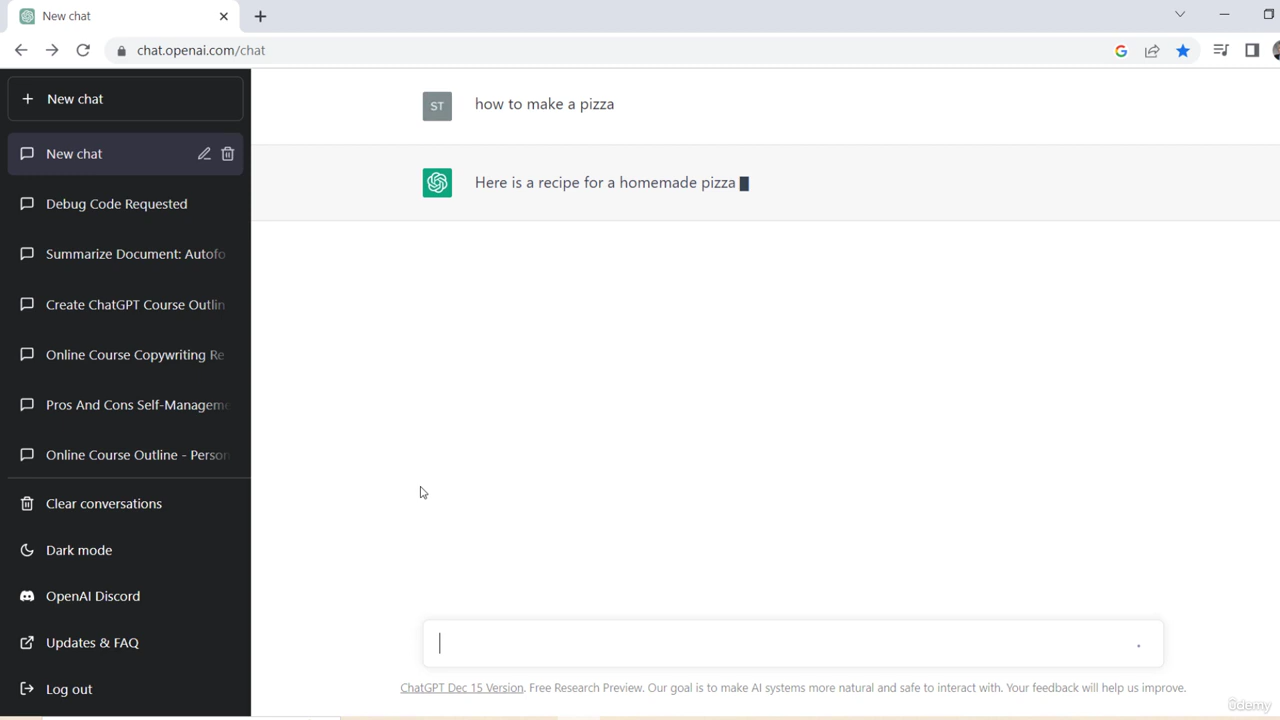 New chat
chat.openai.com/chat
New chat
New chat
Debug Code Requested
Summarize Document: Autofo
Create ChatGPT Course Outlin
Online Course Copywriting Re
Pros And Cons Self-Manageme
Online Course Outline - Person
Clear conversations
Dark mode
OpenAI Discord
Updates & FAQ
Log out
ST
how to make a pizza
Here is a recipe for a homemade pizza
ChatGPT Dec 15 Version. Free Research Preview. Our goal is to make AI systems more natural and safe to interact with. Your feedback will help us improve.
ûdemy